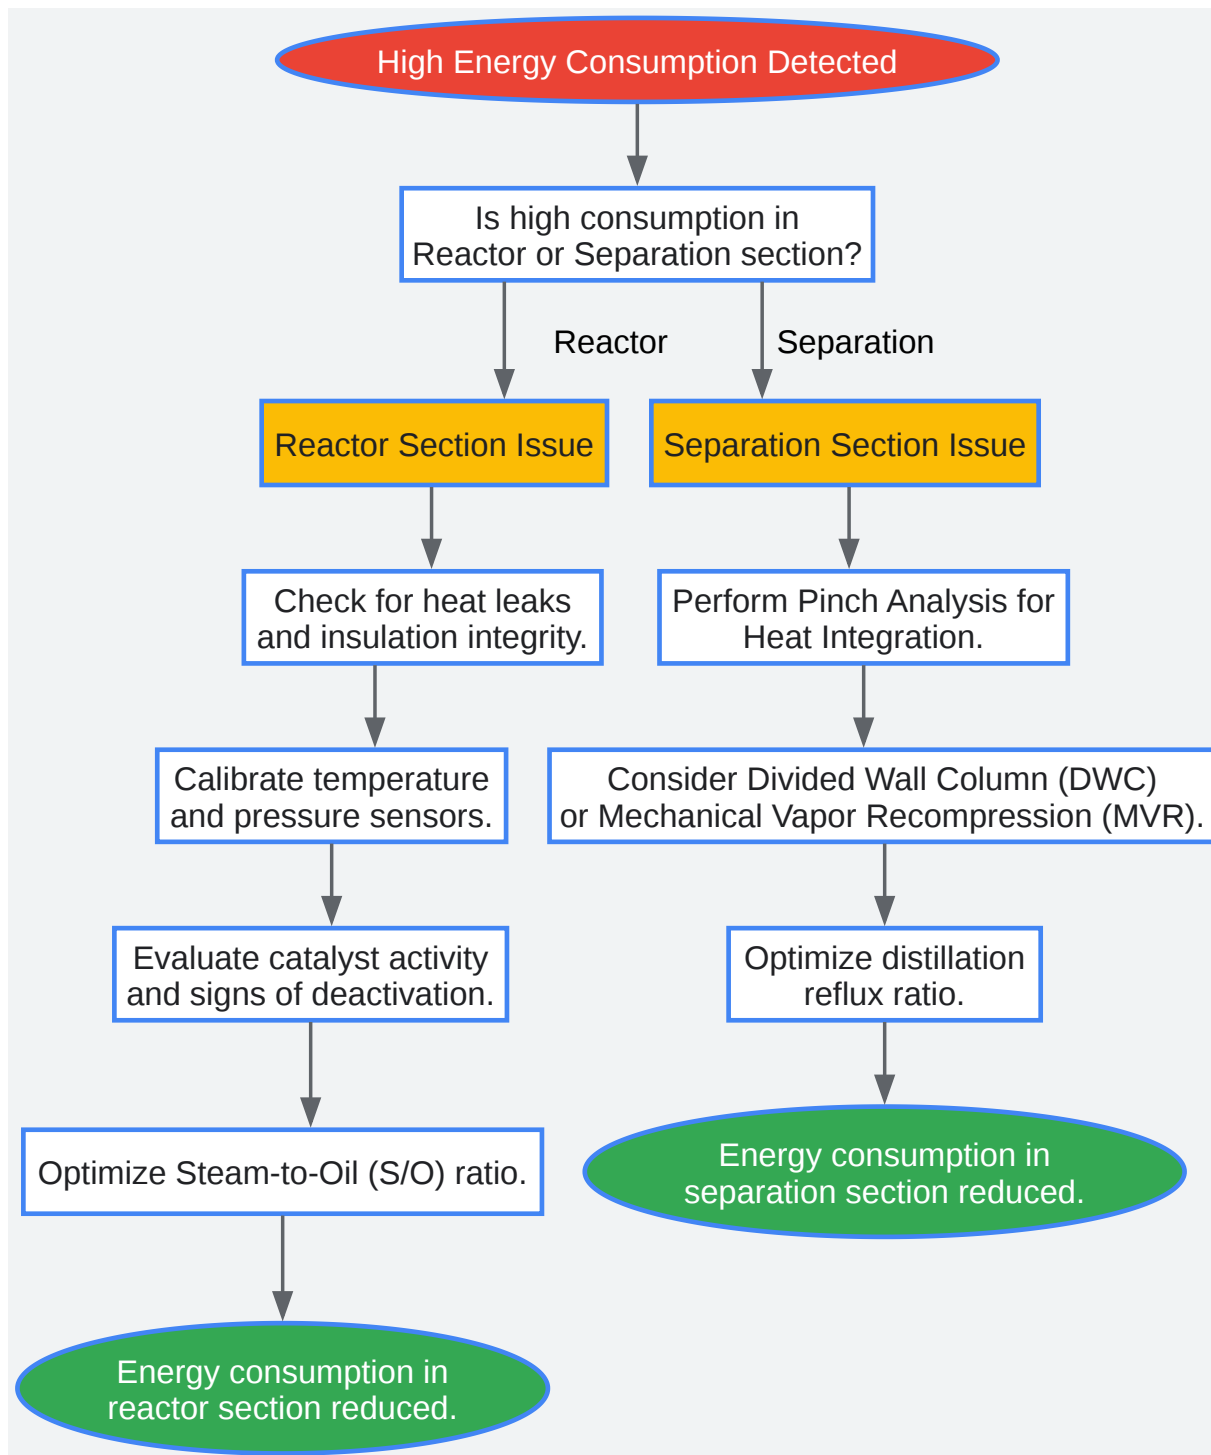 High Energy Consumption Detected
Is high consumption in
Reactor or Separation section?
Reactor
Separation
Reactor Section Issue
Separation Section Issue
Check for heat leaks
and insulation integrity.
Perform Pinch Analysis for
Heat Integration.
Calibrate temperature
and pressure sensors.
Consider Divided Wall Column (DWC)
or Mechanical Vapor Recompression (MVR).
Evaluate catalyst activity
and signs of deactivation.
Optimize distillation
reflux ratio.
Optimize Steam-to-Oil (S/O) ratio.
Energy consumption in
separation section reduced.
Energy consumption in
reactor section reduced.